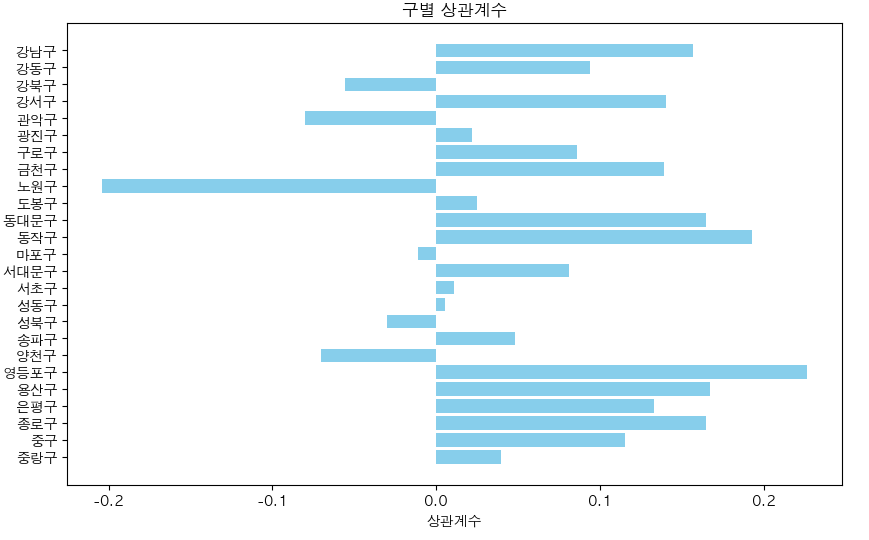 구별 상관계수
강남구
강동구
강북구
강서구
관악구
광진구
구로구
금천구
노원구
도봉구
동대문구
동작구
마포구
서대문구
서초구
성동구
성북구
송파구
양천구
영등포구
용산구
은평구
종로구
중구
중랑구
-0.2 -0.1 0.0 0.1 0.2
상관계수